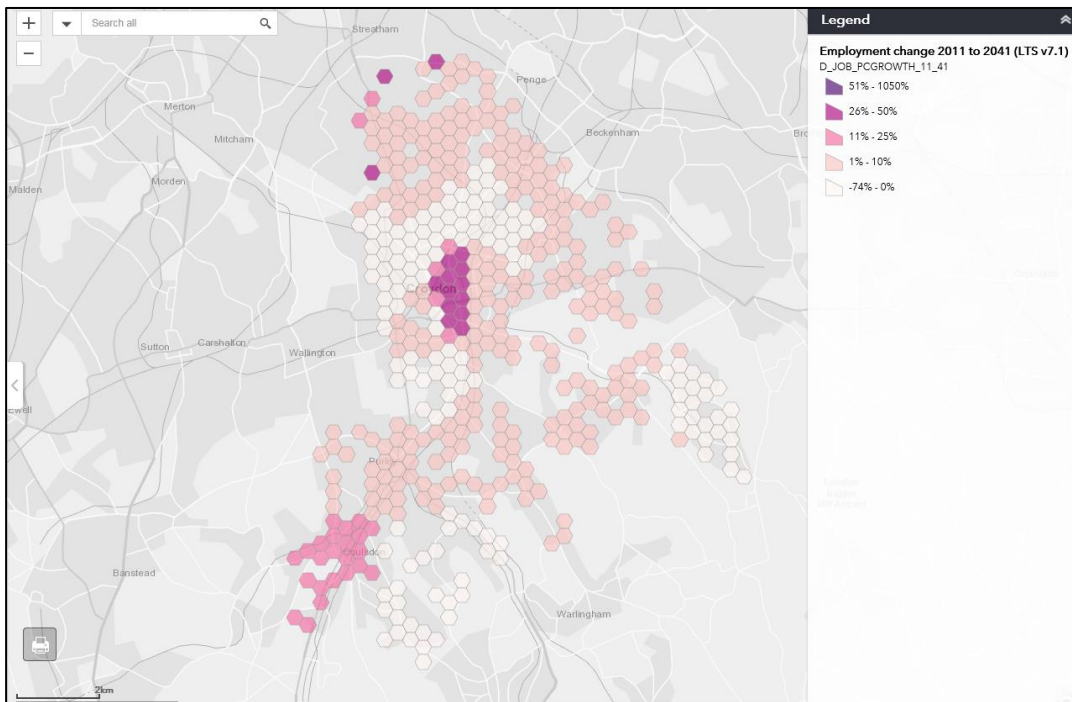 +
Search all
−
Streatham
Penge
Merton
Mitcham
Beckenham
Morden
Malden
Croydon
Sutton
Carshalton
Wallington
Ewell
Coulsdon
Banstead
Warlingham
2km
Legend
Employment change 2011 to 2041 (LTS v7.1)
D_JOB_PCGROWTH_11_41
51% - 1050%
26% - 50%
11% - 25%
1% - 10%
-74% - 0%